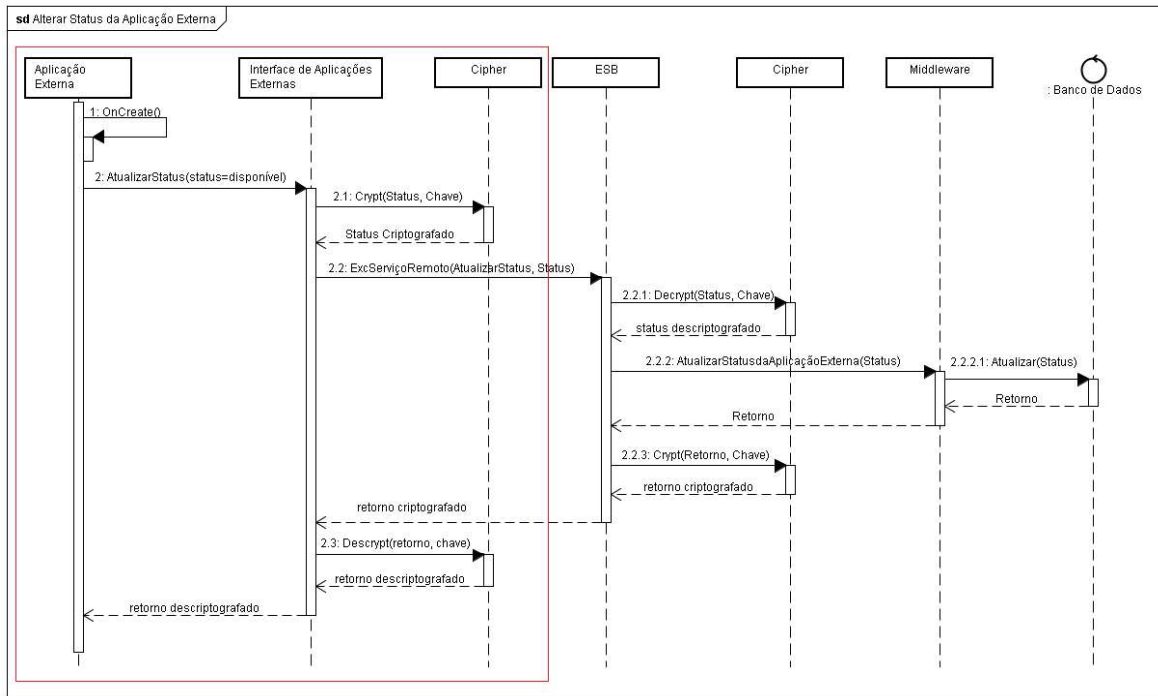 sd Alterar Status da Aplicação Externa
Aplicação
Externa
Interface de Aplicações
Externas
Cipher
ESB
Cipher
Middleware
: Banco de Dados
1: OnCreate()
2: AtualizarStatus(status=disponível)
2.1: Crypt(Status, Chave)
Status Criptografado
2.2: ExcServiçoRemoto(AtualizarStatus, Status)
2.2.1: Decrypt(Status, Chave)
status descriptografado
2.2.2: AtualizarStatusdaAplicaçãoExterna(Status)
2.2.2.1: Atualizar(Status)
Retorno
Retorno
2.2.3: Crypt(Retorno, Chave)
retorno criptografado
retorno criptografado
2.3: Descrypt(retorno, chave)
retorno descriptografado
retorno descriptografado